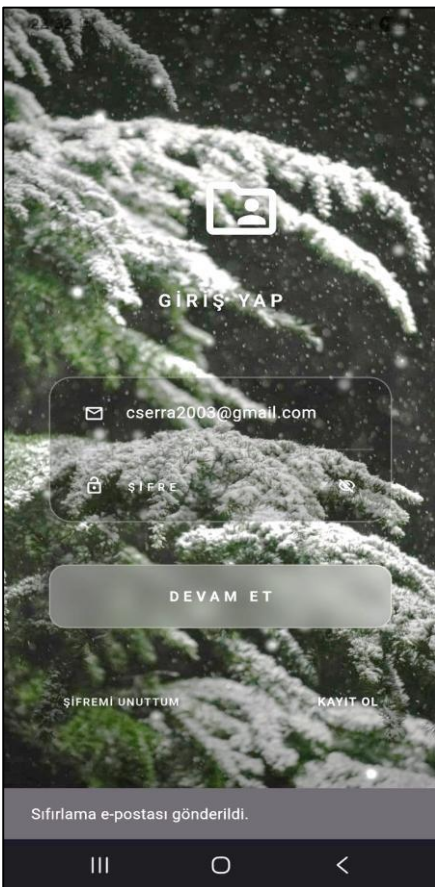 GİRİŞ YAP
cserra2003@gmail.com
ŞİFRE
DEVAM ET
ŞİFREMİ UNUTTUM
KAYIT OL
Sıfırlama e-postası gönderildi.